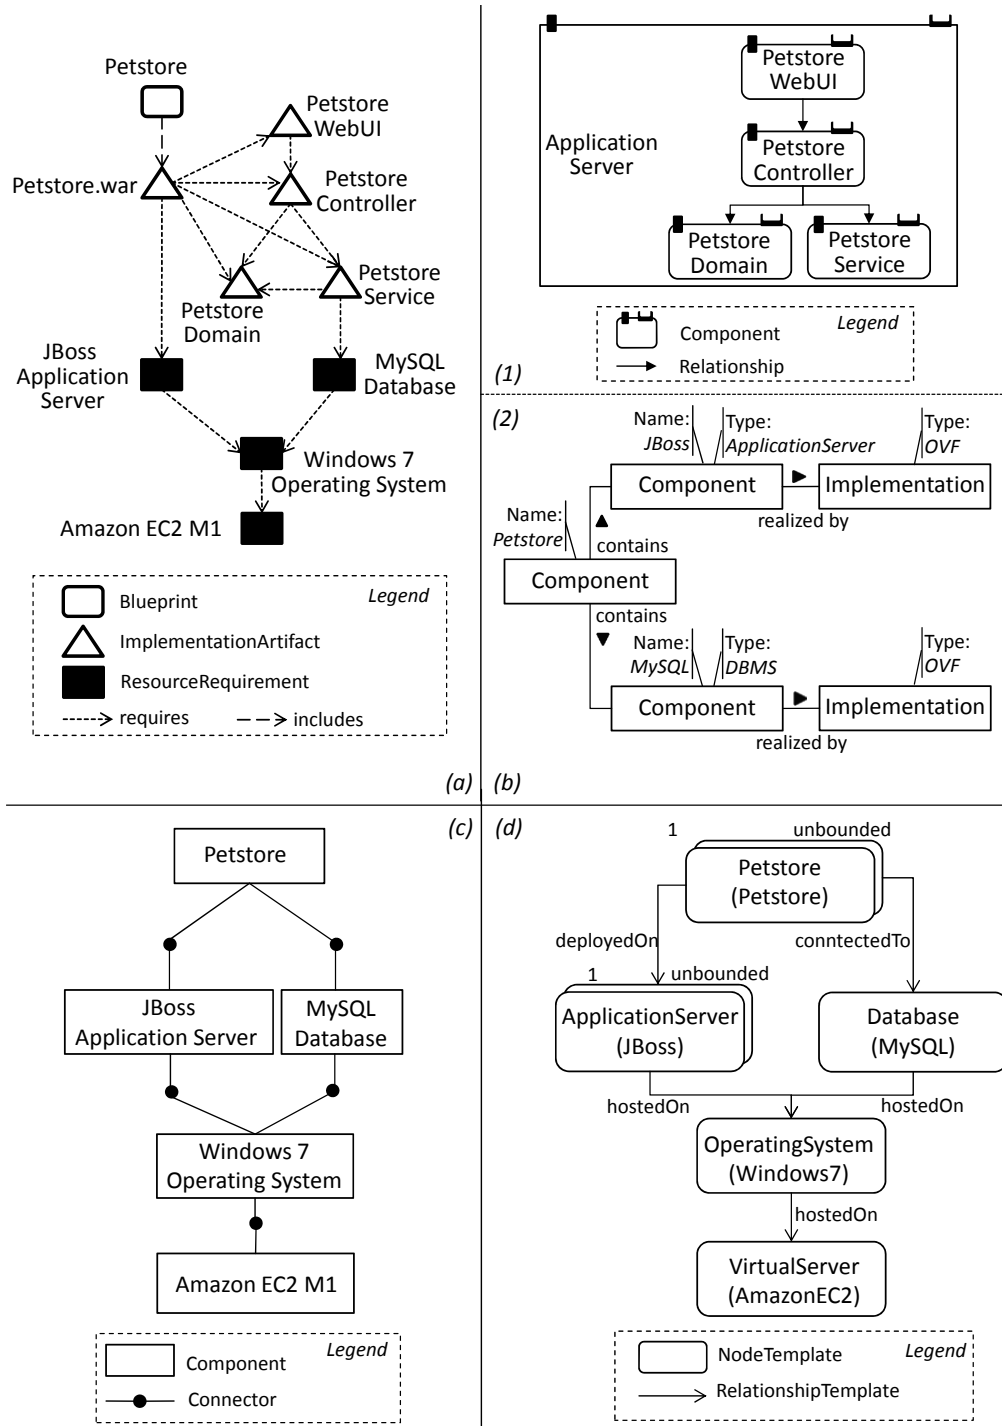 Petstore
Petstore
WebUI
Petstore.war
Petstore
Controller
Petstore
Service
Petstore
Domain
JBoss
Application
Server
MySQL
Database
Windows 7
Operating System
Amazon EC2 M1
Legend
Blueprint
ImplementationArtifact
ResourceRequirement
requires
includes
(a)
Petstore
WebUI
Application
Server
Petstore
Controller
Petstore
Domain
Petstore
Service
Legend
Component
Relationship
(1)
(2)
Name:
JBoss
Type:
ApplicationServer
Type:
OVF
Component
Implementation
realized by
Name:
Petstore
contains
Component
contains
Name:
MySQL
Type:
DBMS
Type:
OVF
Component
Implementation
realized by
(b)
(c)
Petstore
JBoss
Application Server
MySQL
Database
Windows 7
Operating System
Amazon EC2 M1
Legend
Component
Connector
(d)
1
unbounded
Petstore
(Petstore)
deployedOn
conntectedTo
1
unbounded
ApplicationServer
(JBoss)
Database
(MySQL)
hostedOn
hostedOn
OperatingSystem
(Windows7)
hostedOn
VirtualServer
(AmazonEC2)
NodeTemplate
Legend
RelationshipTemplate